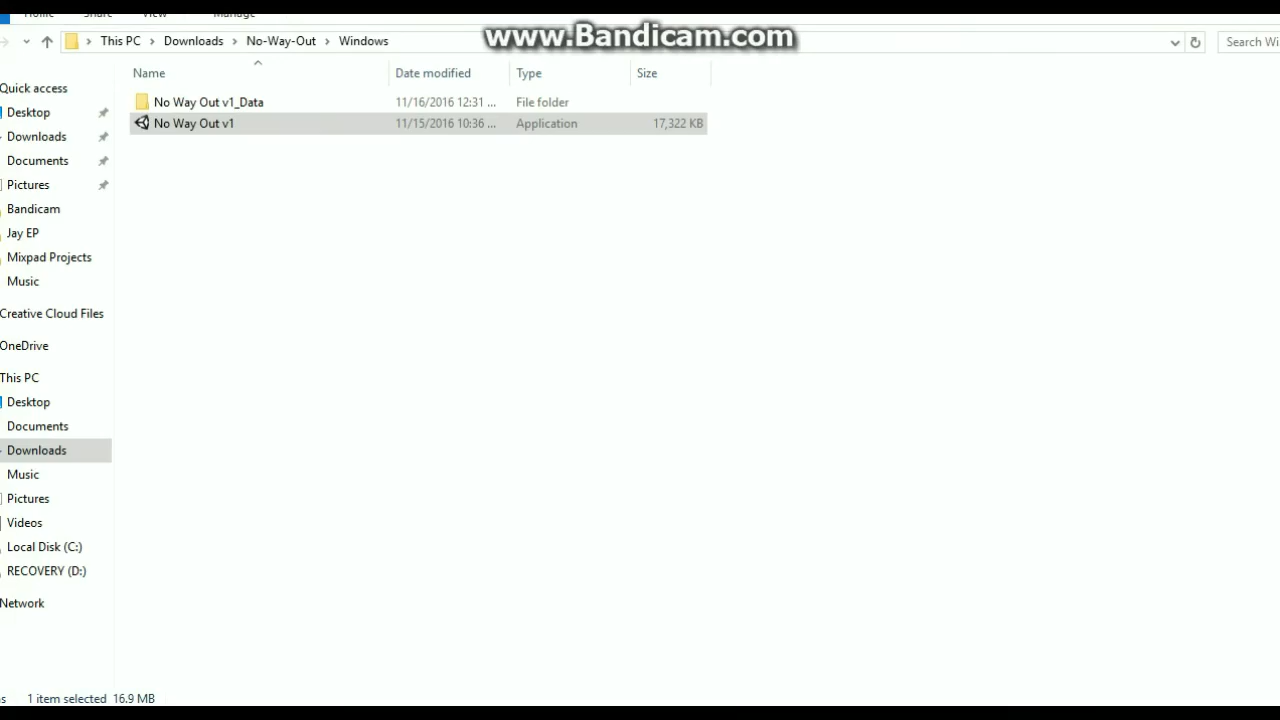 Home Share View Manage
This PC Downloads No-Way-Out Windows
www.Bandicam.com
Search Wi
Name Date modified Type Size
No Way Out v1_Data 11/16/2016 12:31 ... File folder
No Way Out v1 11/15/2016 10:36 ... Application 17,322 KB
Quick access
Desktop
Downloads
Documents
Pictures
Bandicam
Jay EP
Mixpad Projects
Music
Creative Cloud Files
OneDrive
This PC
Desktop
Documents
Downloads
Music
Pictures
Videos
Local Disk (C:)
RECOVERY (D:)
Network
1 item selected 16.9 MB